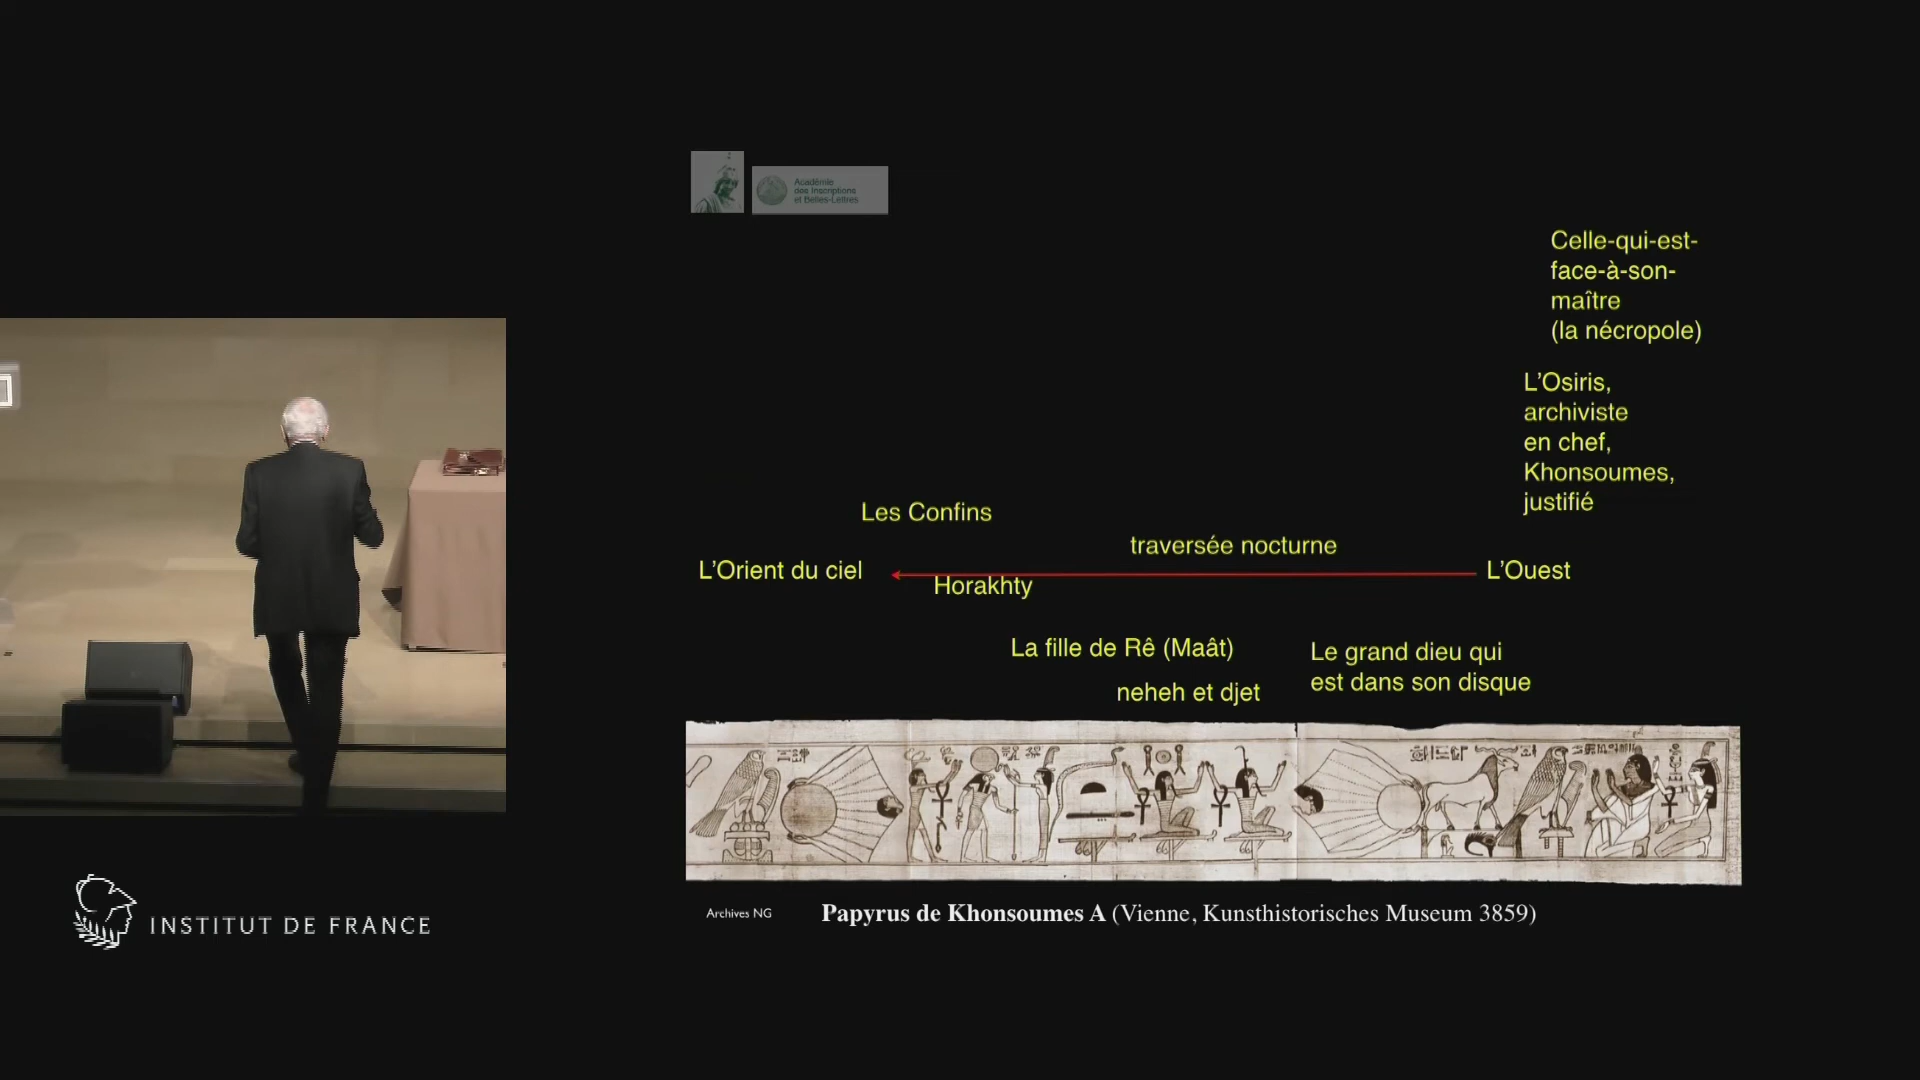 Académie
des Inscriptions
et Belles-Lettres
Celle-qui-est-
face-à-son-
maître
(la nécropole)
L'Osiris,
archiviste
en chef,
Khonsoumes,
justifié
Les Confins
traversée nocturne
L'Orient du ciel
L'Ouest
Horakhty
La fille de Rê (Maât)
Le grand dieu qui
est dans son disque
neheh et djet
Archives NG
Papyrus de Khonsoumes A (Vienne, Kunsthistorisches Museum 3859)
INSTITUT DE FRANCE